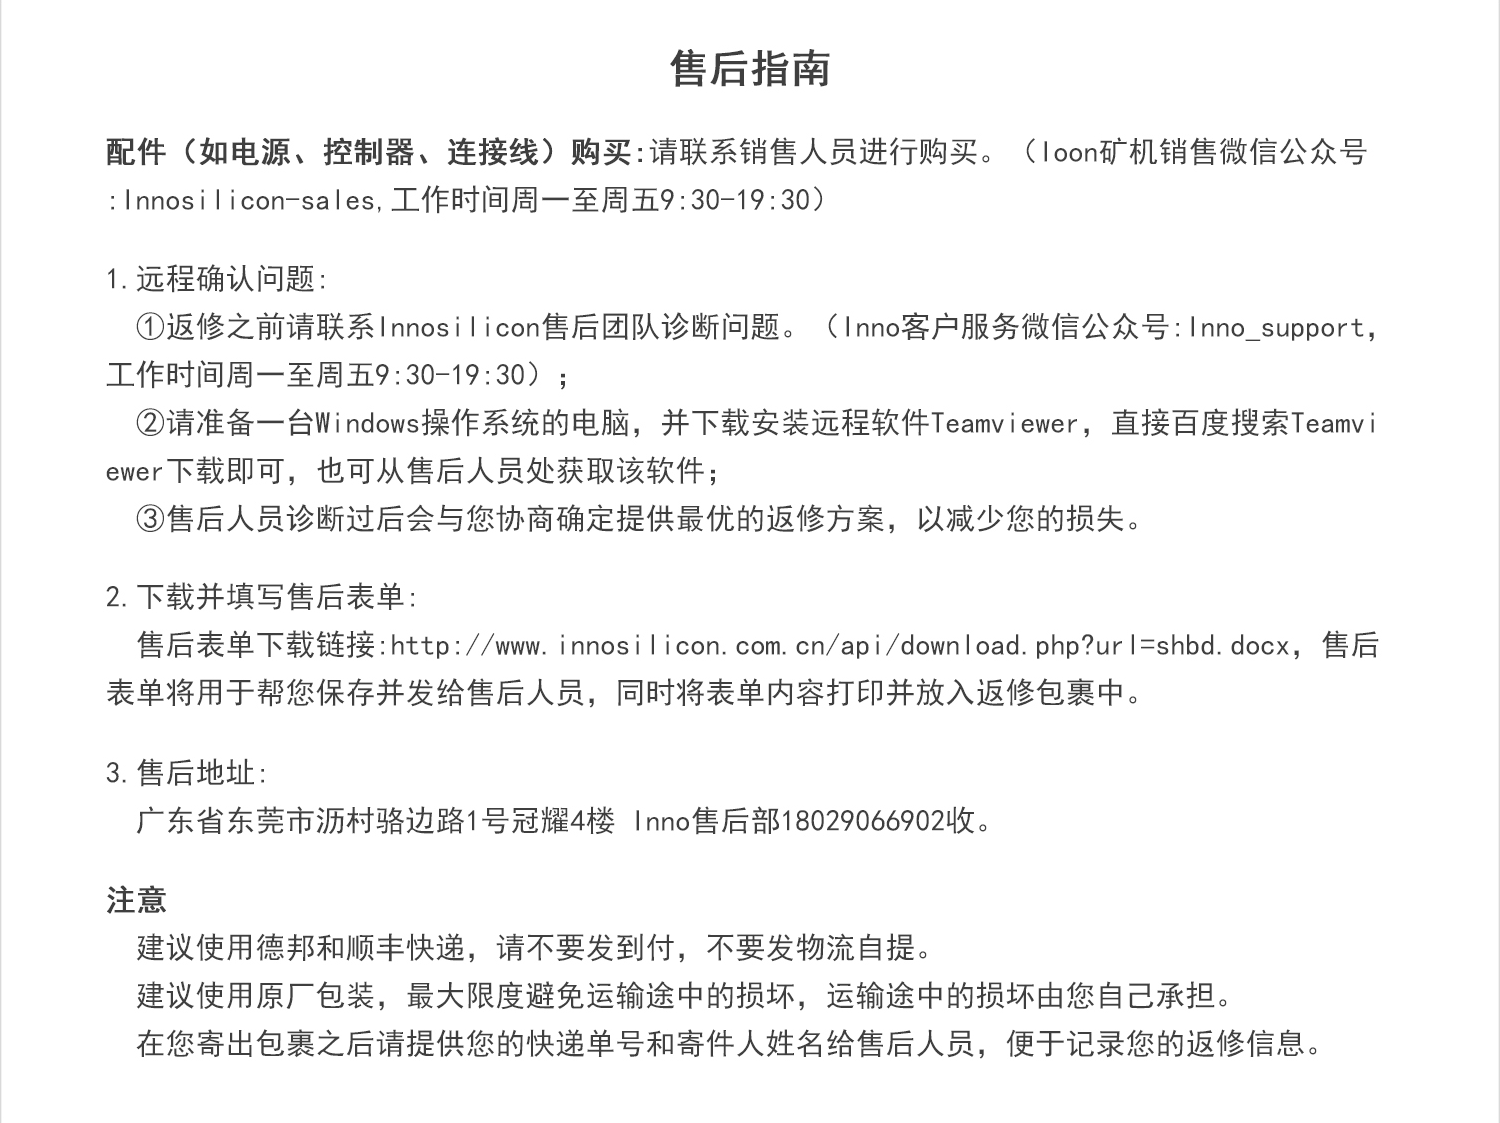 售后指南
配件（如电源、控制器、连接线）购买:请联系销售人员进行购买。（loon矿机销售微信公众号
:Innosilicon-sales,工作时间周一至周五9:30-19:30）
1.远程确认问题:
①返修之前请联系Innosilicon售后团队诊断问题。（Inno客户服务微信公众号:Inno_support，
工作时间周一至周五9:30-19:30）;
②请准备一台Windows操作系统的电脑，并下载安装远程软件Teamviewer，直接百度搜索Teamvi
ewer下载即可，也可从售后人员处获取该软件;
③售后人员诊断过后会与您协商确定提供最优的返修方案，以减少您的损失。
2.下载并填写售后表单:
售后表单下载链接:http://www.innosilicon.com.cn/api/download.php?url=shbd.docx，售后
表单将用于帮您保存并发给售后人员，同时将表单内容打印并放入返修包裹中。
3.售后地址:
广东省东莞市沥村骆边路1号冠耀4楼 Inno售后部18029066902收。
注意
建议使用德邦和顺丰快递，请不要发到付，不要发物流自提。
建议使用原厂包装，最大限度避免运输途中的损坏，运输途中的损坏由您自己承担。
在您寄出包裹之后请提供您的快递单号和寄件人姓名给售后人员，便于记录您的返修信息。